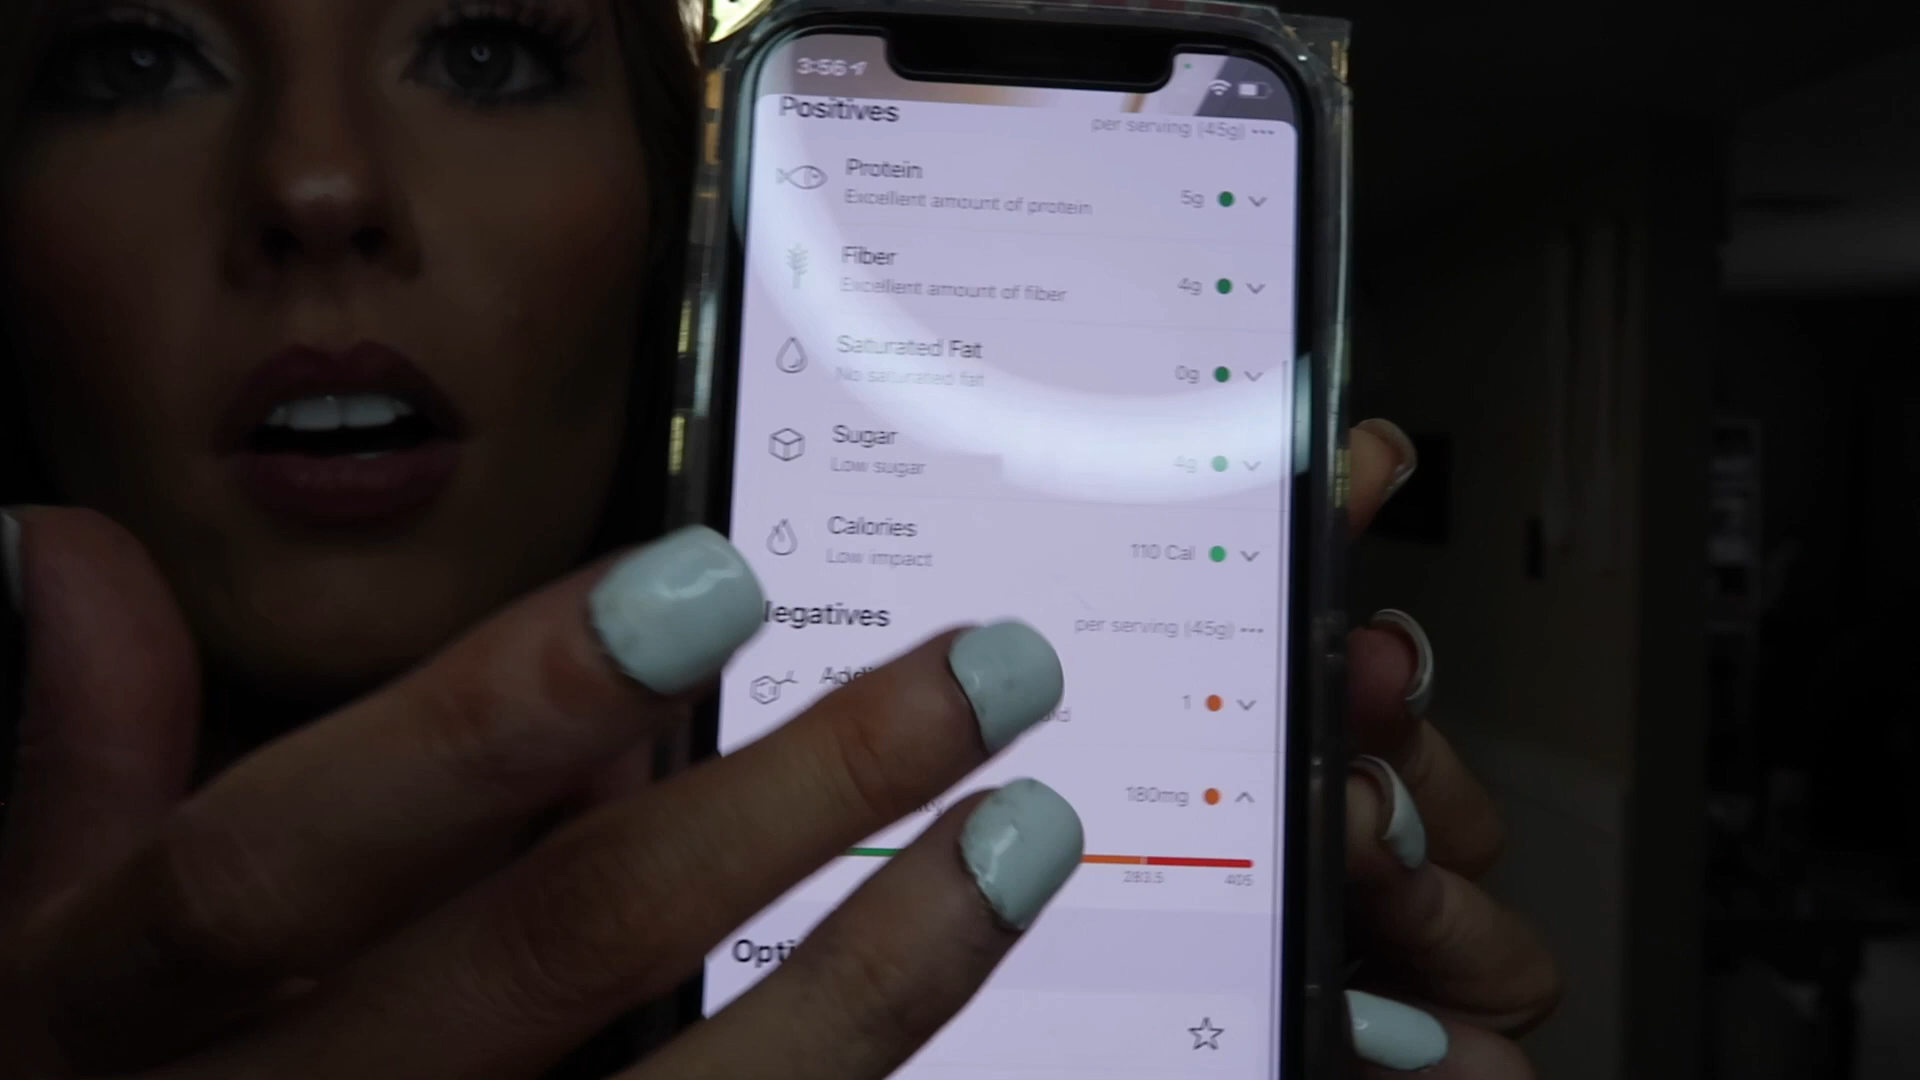 3:56
Positives per serving (45g) •••
Protein
Excellent amount of protein 5g
Fiber
Excellent amount of fiber 4g
Saturated Fat
No saturated fat 0g
Sugar
Low sugar 4g
Calories
Low impact 110 Cal
Negatives per serving (45g) •••
1
180mg
283.5 405